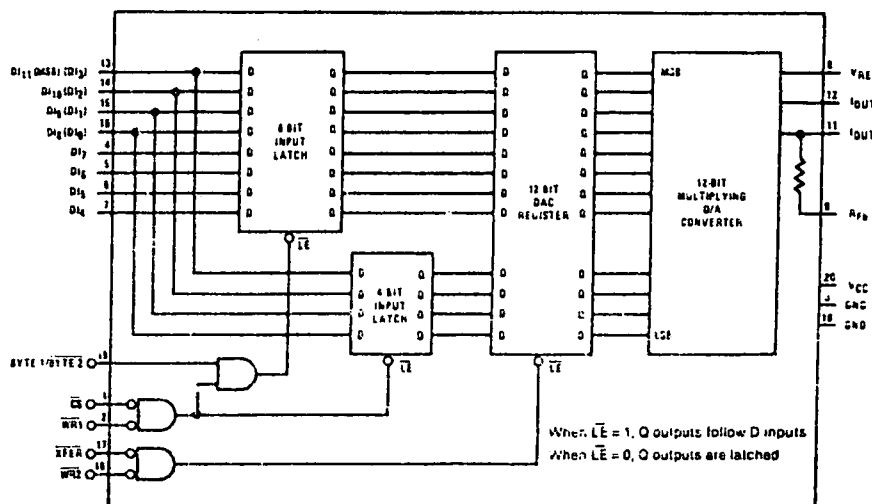 13
DI11 (MSB) (DI3)
14
DI10 (DI2)
15
DI9 (DI1)
16
DI8 (DI0)
4
DI7
5
DI6
6
DI5
7
DI4
D D D D D D D D
8-BIT
INPUT
LATCH
Q Q Q Q Q Q Q Q
LE
D D D D
4-BIT
INPUT
LATCH
Q Q Q Q
LE
D D D D D D D D D D D D
12-BIT
DAC
REGISTER
Q Q Q Q Q Q Q Q Q Q Q Q
LE
MSB
12-BIT
MULTIPLYING
D/A
CONVERTER
LSB
VRE
12
IOUT
11
IOUT
9
RFb
20
VCC
3
GND
10
GND
BYTE 1/BYTE 2
CS
1
WR1
2
XFER
17
WR2
18
When LE = 1, Q outputs follow D inputs
When LE = 0, Q outputs are latched